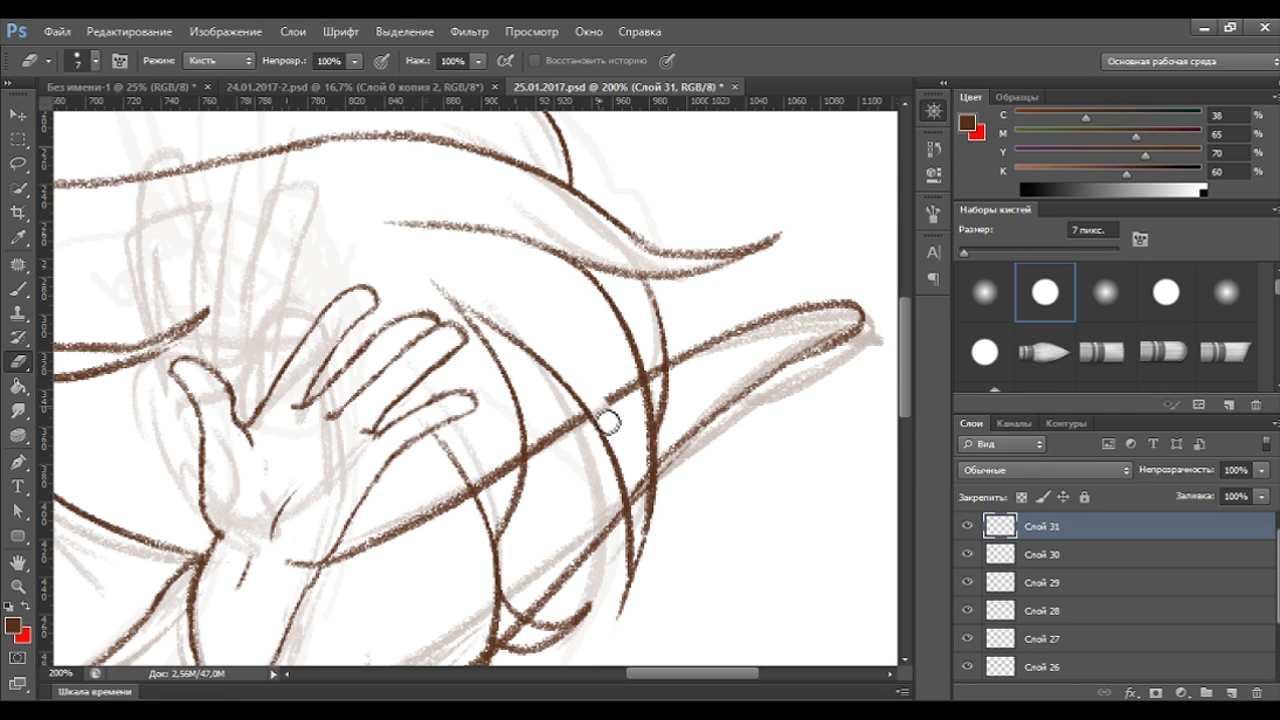 Ps Файл Редактирование Изображение Слои Шрифт Выделение Фильтр Просмотр Окно Справка
7 Режим: Кисть Непрозр.: 100% Наж.: 100% Восстановить историю Основная рабочая среда
Без имени-1 @ 25% (RGB/8) * × 24.01.2017-2.psd @ 16,7% (Слой 0 копия 2, RGB/8*) × 25.01.2017.psd @ 200% (Слой 31, RGB/8) * ×
Цвет Образцы
C 38 %
M 65 %
Y 70 %
K 60 %
Наборы кистей
Размер: 7 пикс.
Слои Каналы Контуры
Вид
Обычные Непрозрачность: 100%
Закрепить: Заливка: 100%
Слой 31
Слой 30
Слой 29
Слой 28
Слой 27
Слой 26
200% Док: 2,56M/47,0M
Шкала времени